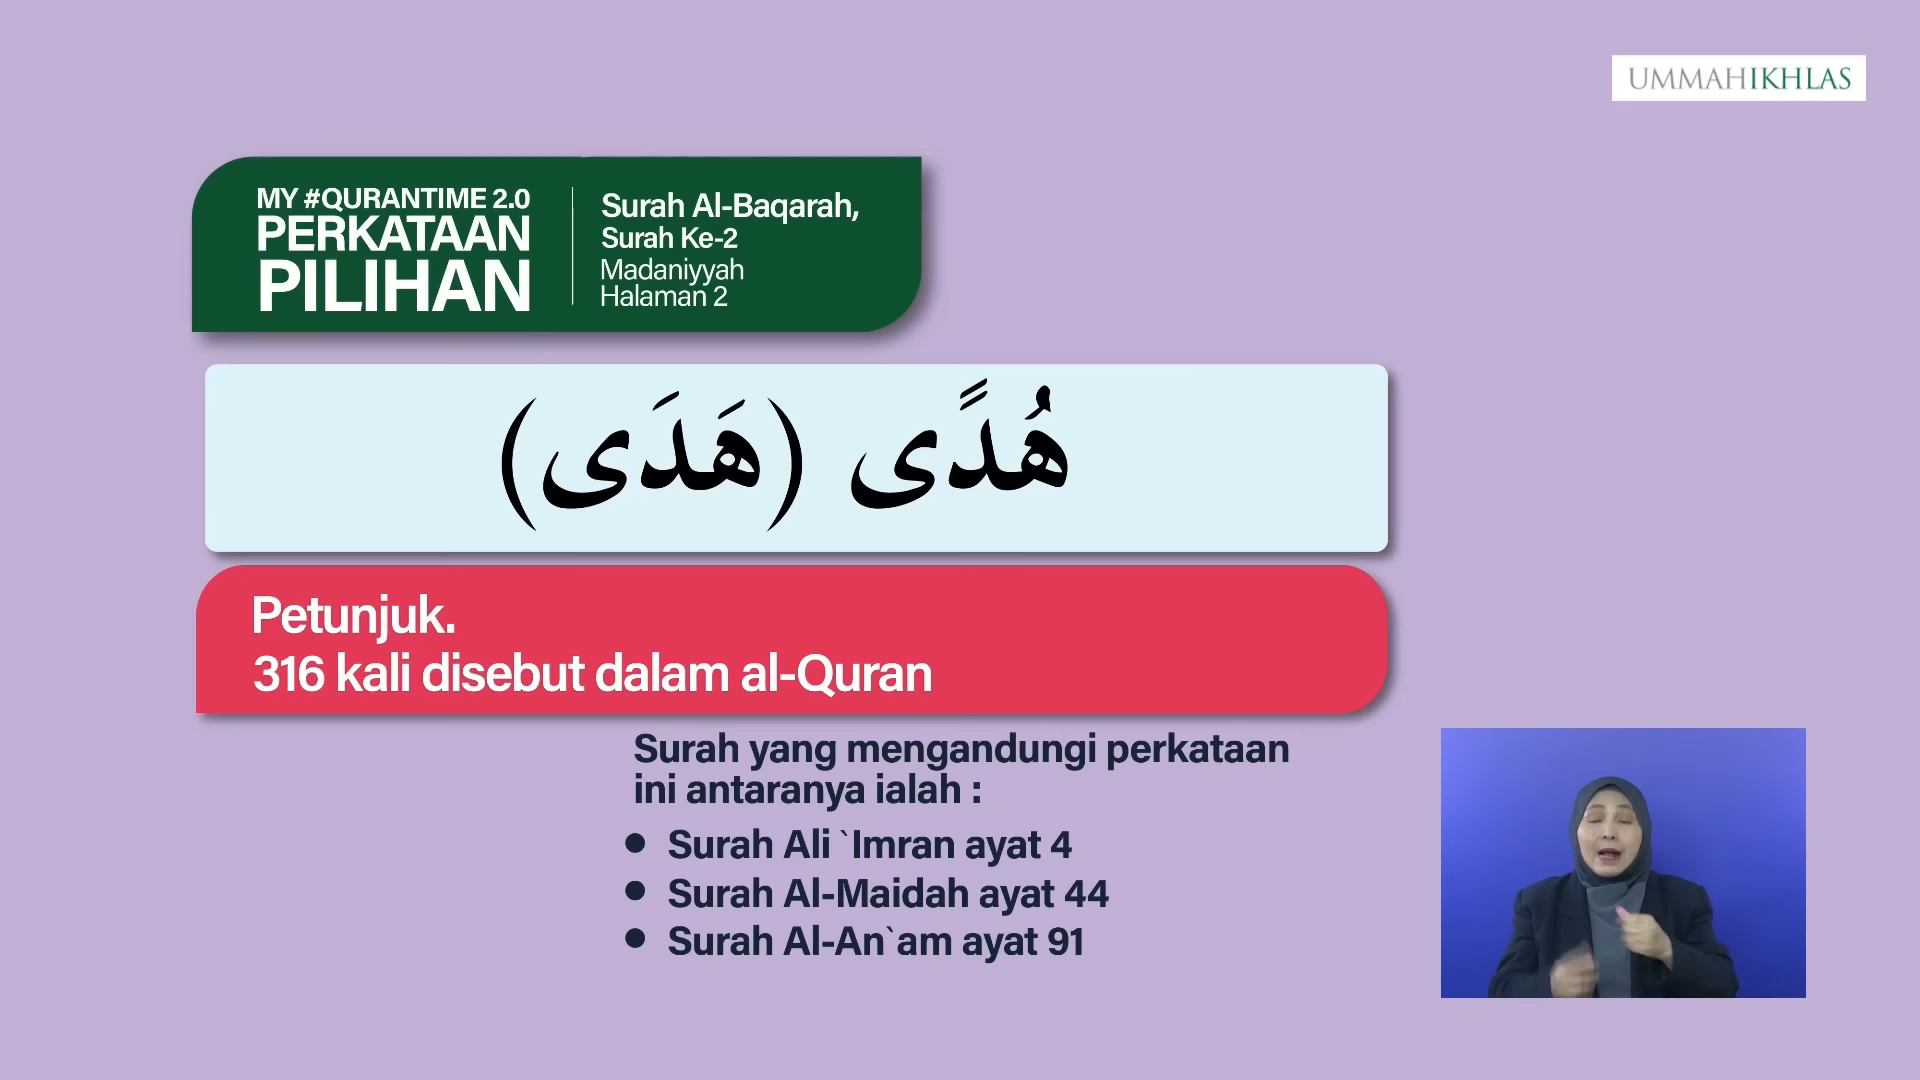 UMMAHIKHLAS
MY #QURANTIME 2.0
PERKATAAN
PILIHAN
Surah Al-Baqarah,
Surah Ke-2
Madaniyyah
Halaman 2
هُدًى (هَدَى)
Petunjuk.
316 kali disebut dalam al-Quran
Surah yang mengandungi perkataan
ini antaranya ialah :
● Surah Ali `Imran ayat 4
● Surah Al-Maidah ayat 44
● Surah Al-An`am ayat 91